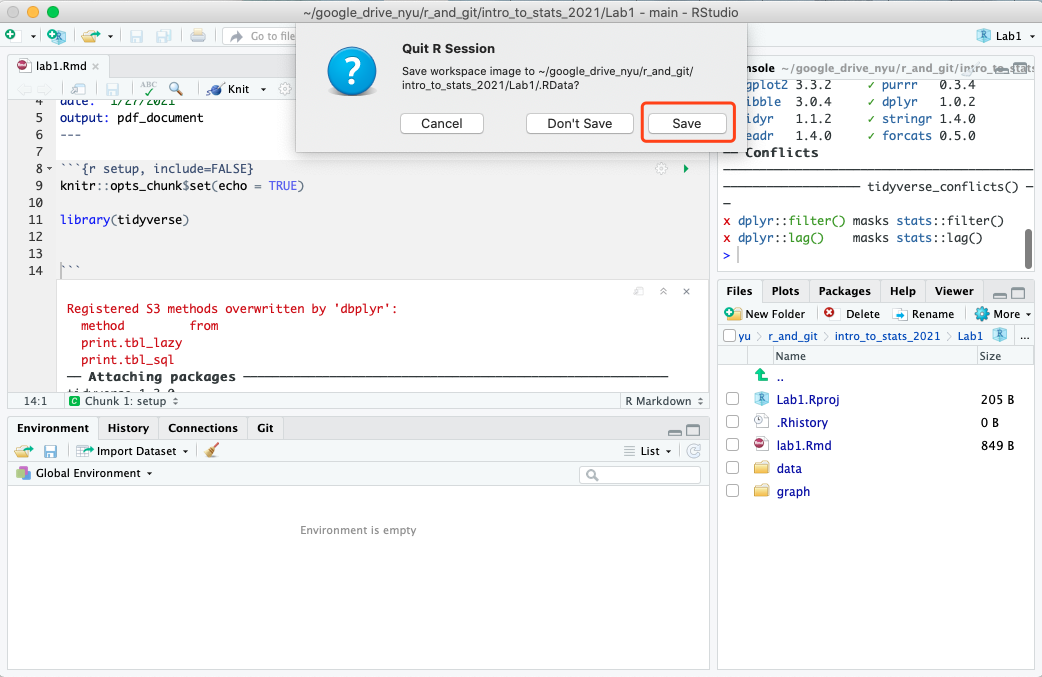 ~/google_drive_nyu/r_and_git/intro_to_stats_2021/Lab1 - main - RStudio
Go to file
Lab1
Quit R Session
Save workspace image to ~/google_drive_nyu/r_and_git/
intro_to_stats_2021/Lab1/.RData?
Cancel
Don't Save
Save
lab1.Rmd
ABC
Knit
4 date: "1/27/2021"
5 output: pdf_document
6 ---
7
8 ```{r setup, include=FALSE}
9 knitr::opts_chunk$set(echo = TRUE)
10
11 library(tidyverse)
12
13
14 ```
Registered S3 methods overwritten by 'dbplyr':
method from
print.tbl_lazy
print.tbl_sql
── Attaching packages ──────────────────────────────
tidyverse 1.3.0
14:1
C Chunk 1: setup
R Markdown
Environment
History
Connections
Git
Import Dataset
List
Global Environment
Environment is empty
nsole ~/google_drive_nyu/r_and_git/intro_to_stats
gplot2 3.3.2 ✓ purrr 0.3.4
ibble 3.0.4 ✓ dplyr 1.0.2
idyr 1.1.2 ✓ stringr 1.4.0
eadr 1.4.0 ✓ forcats 0.5.0
── Conflicts
──────────────────────────────
───────────── tidyverse_conflicts() ─
─
x dplyr::filter() masks stats::filter()
x dplyr::lag() masks stats::lag()
>
Files
Plots
Packages
Help
Viewer
New Folder
Delete
Rename
More
yu
r_and_git
intro_to_stats_2021
Lab1
...
Name
Size
..
Lab1.Rproj 205 B
.Rhistory 0 B
lab1.Rmd 849 B
data
graph